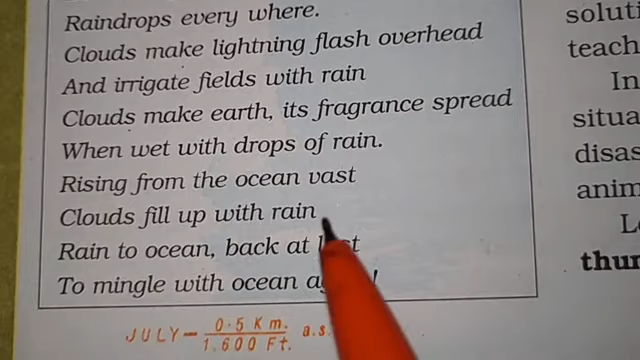 Raindrops every where.
Clouds make lightning flash overhead
And irrigate fields with rain
Clouds make earth, its fragrance spread
When wet with drops of rain.
Rising from the ocean vast
Clouds fill up with rain
Rain to ocean, back at
To mingle with ocean
JULY - 0.5 Km.
1.600 Ft. a.s.
soluti
teach
In
situa
disas
anim
L
thu